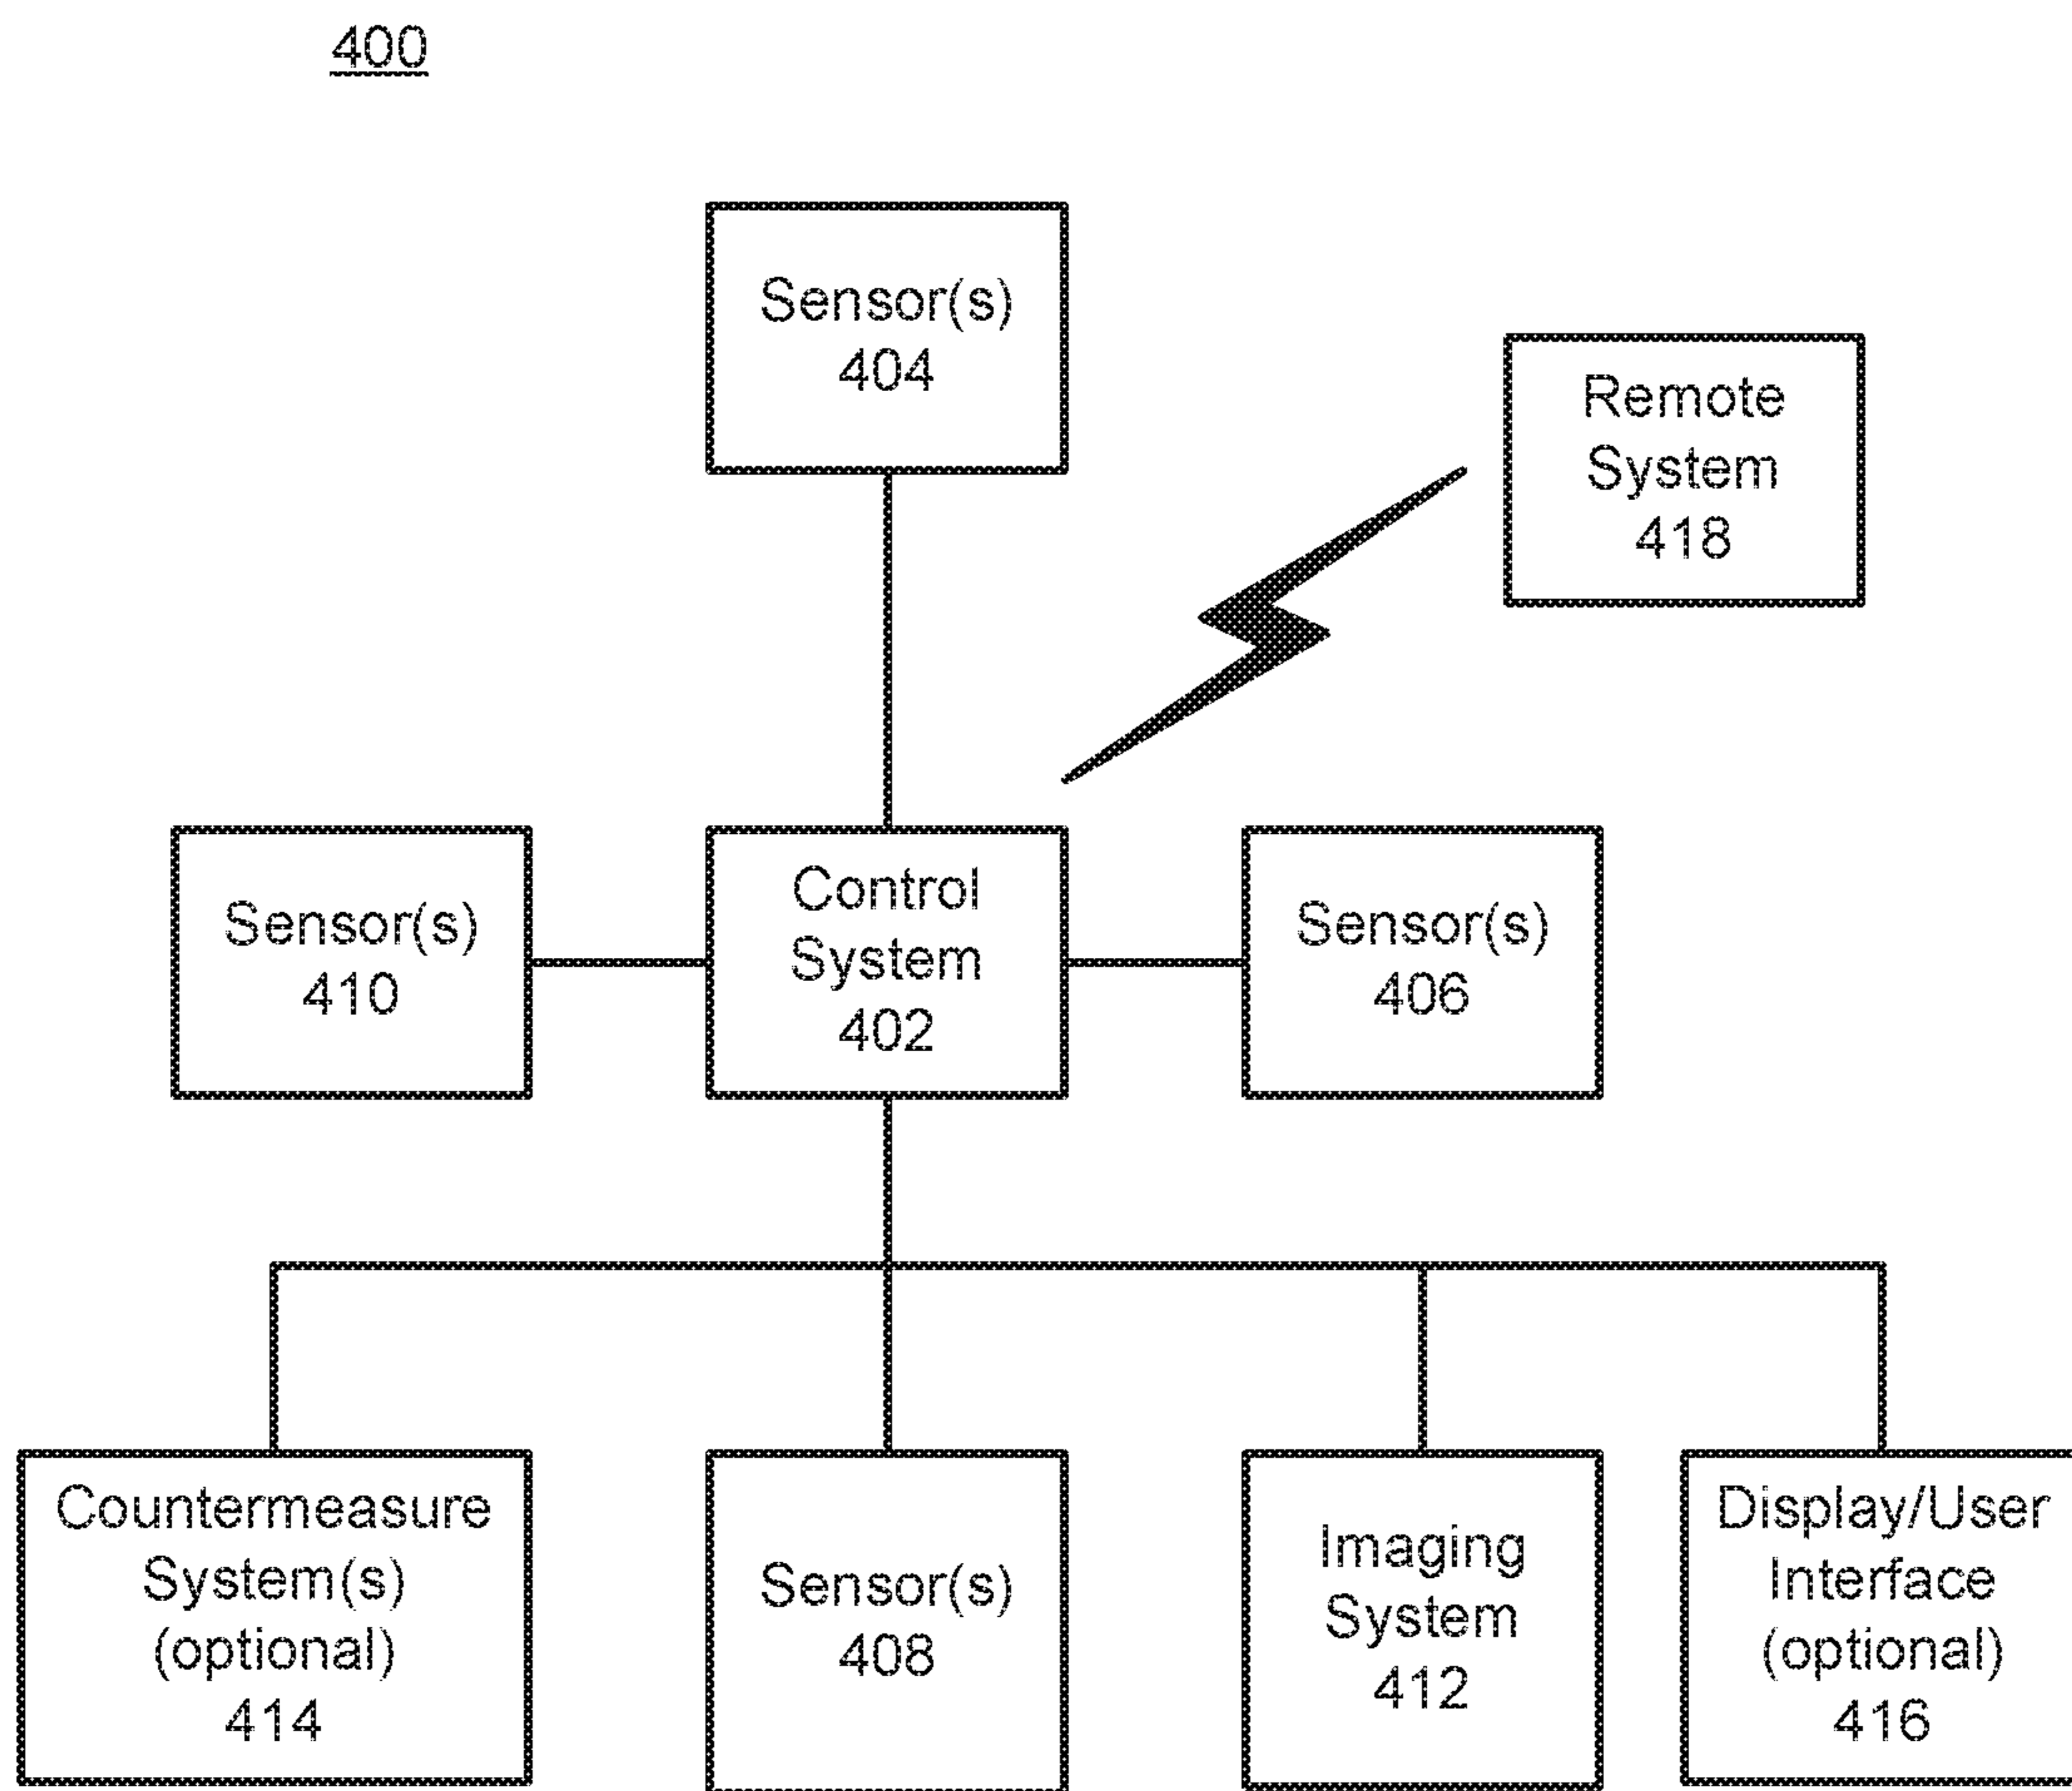 400
Sensor(s)
404
Remote
System
418
Sensor(s)
410
Control
System
402
Sensor(s)
406
Countermeasure
System(s)
(optional)
414
Sensor(s)
408
Imaging
System
412
Display/User
Interface
(optional)
416